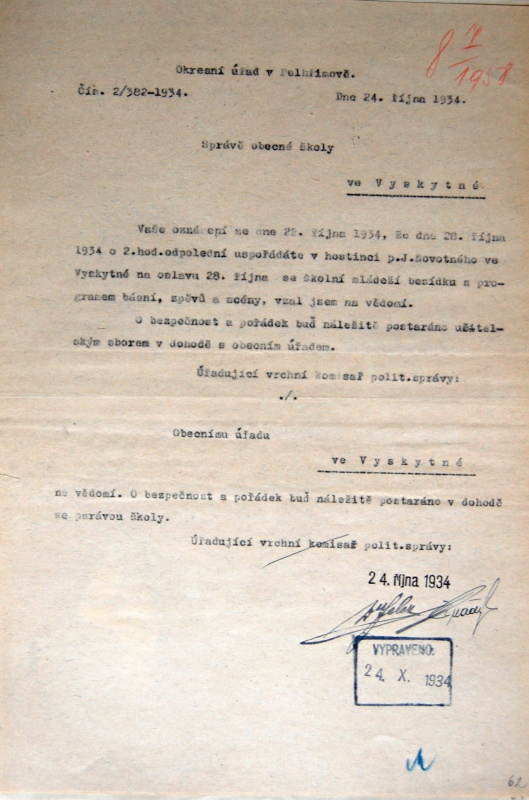 8 7/1958
Okresní úřad v Pelhřimově.
Čís. 2/382-1934.
Dne 24. října 1934.
Správě obecné školy
ve Vyskytné.
Vaše oznámení ze dne 22. října 1934, že dne 28. října
1934 o 2.hod.odpolední uspořádáte v hostinci p.J.Novotného ve
Vyskytné na oslavu 28. října se školní mládeží besídku s pro-
gramem básní, zpěvů a scény, vzal jsem na vědomí.
O bezpečnost a pořádek buď náležitě postaráno učitel-
ským sborem v dohodě s obecním úřadem.
Úřadující vrchní komisař polit.správy:
./.
Obecnímu úřadu
ve Vyskytné
na vědomí. O bezpečnost a pořádek buď náležitě postaráno v dohodě
se parávou školy.
Úřadující vrchní komisař polit.správy:
24. října 1934
VYPRAVENO:
24. X. 1934
62